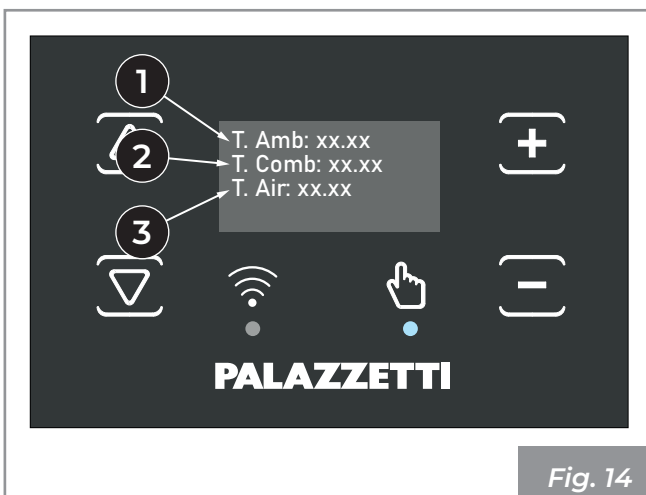 1
T. Amb: xx.xx
2
T. Comb: xx.xx
T. Air: xx.xx
3
+
−
PALAZZETTI
Fig. 14